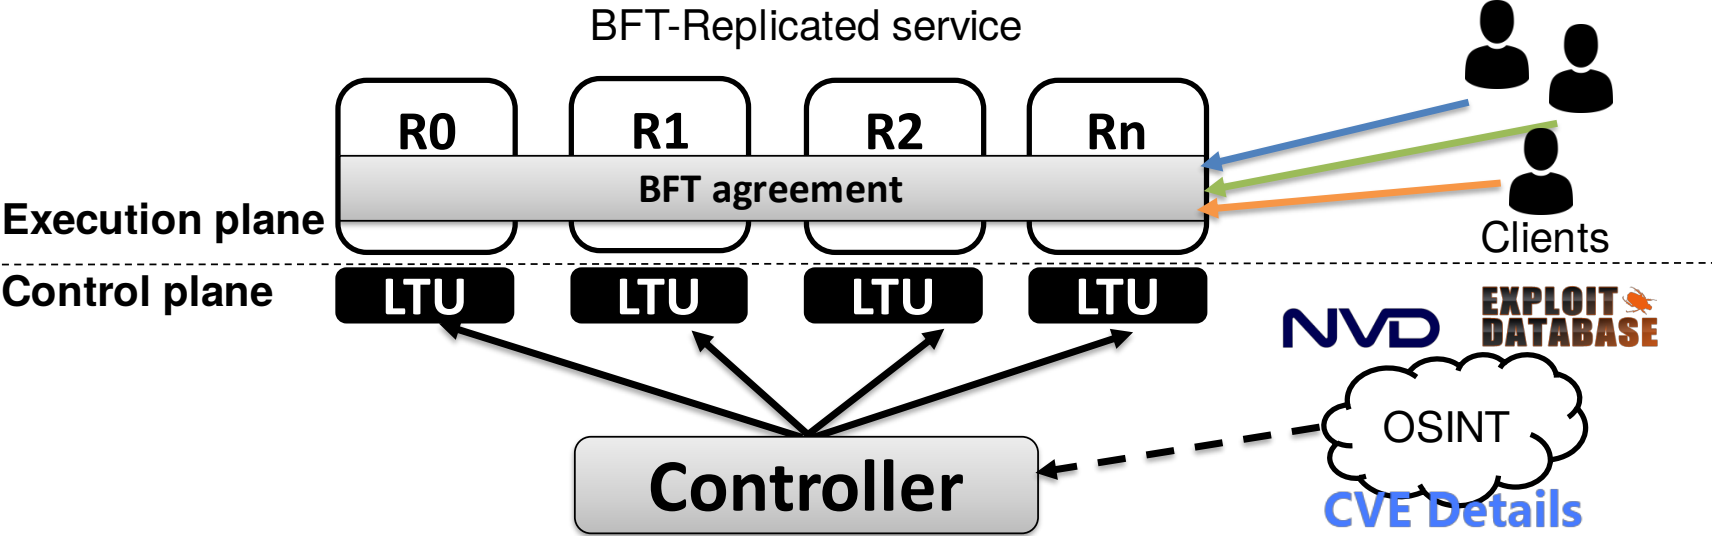 BFT-Replicated service
R0 R1 R2 Rn
BFT agreement
Execution plane
Clients
Control plane
LTU LTU LTU LTU
NVD
EXPLOIT
DATABASE
OSINT
Controller
CVE Details